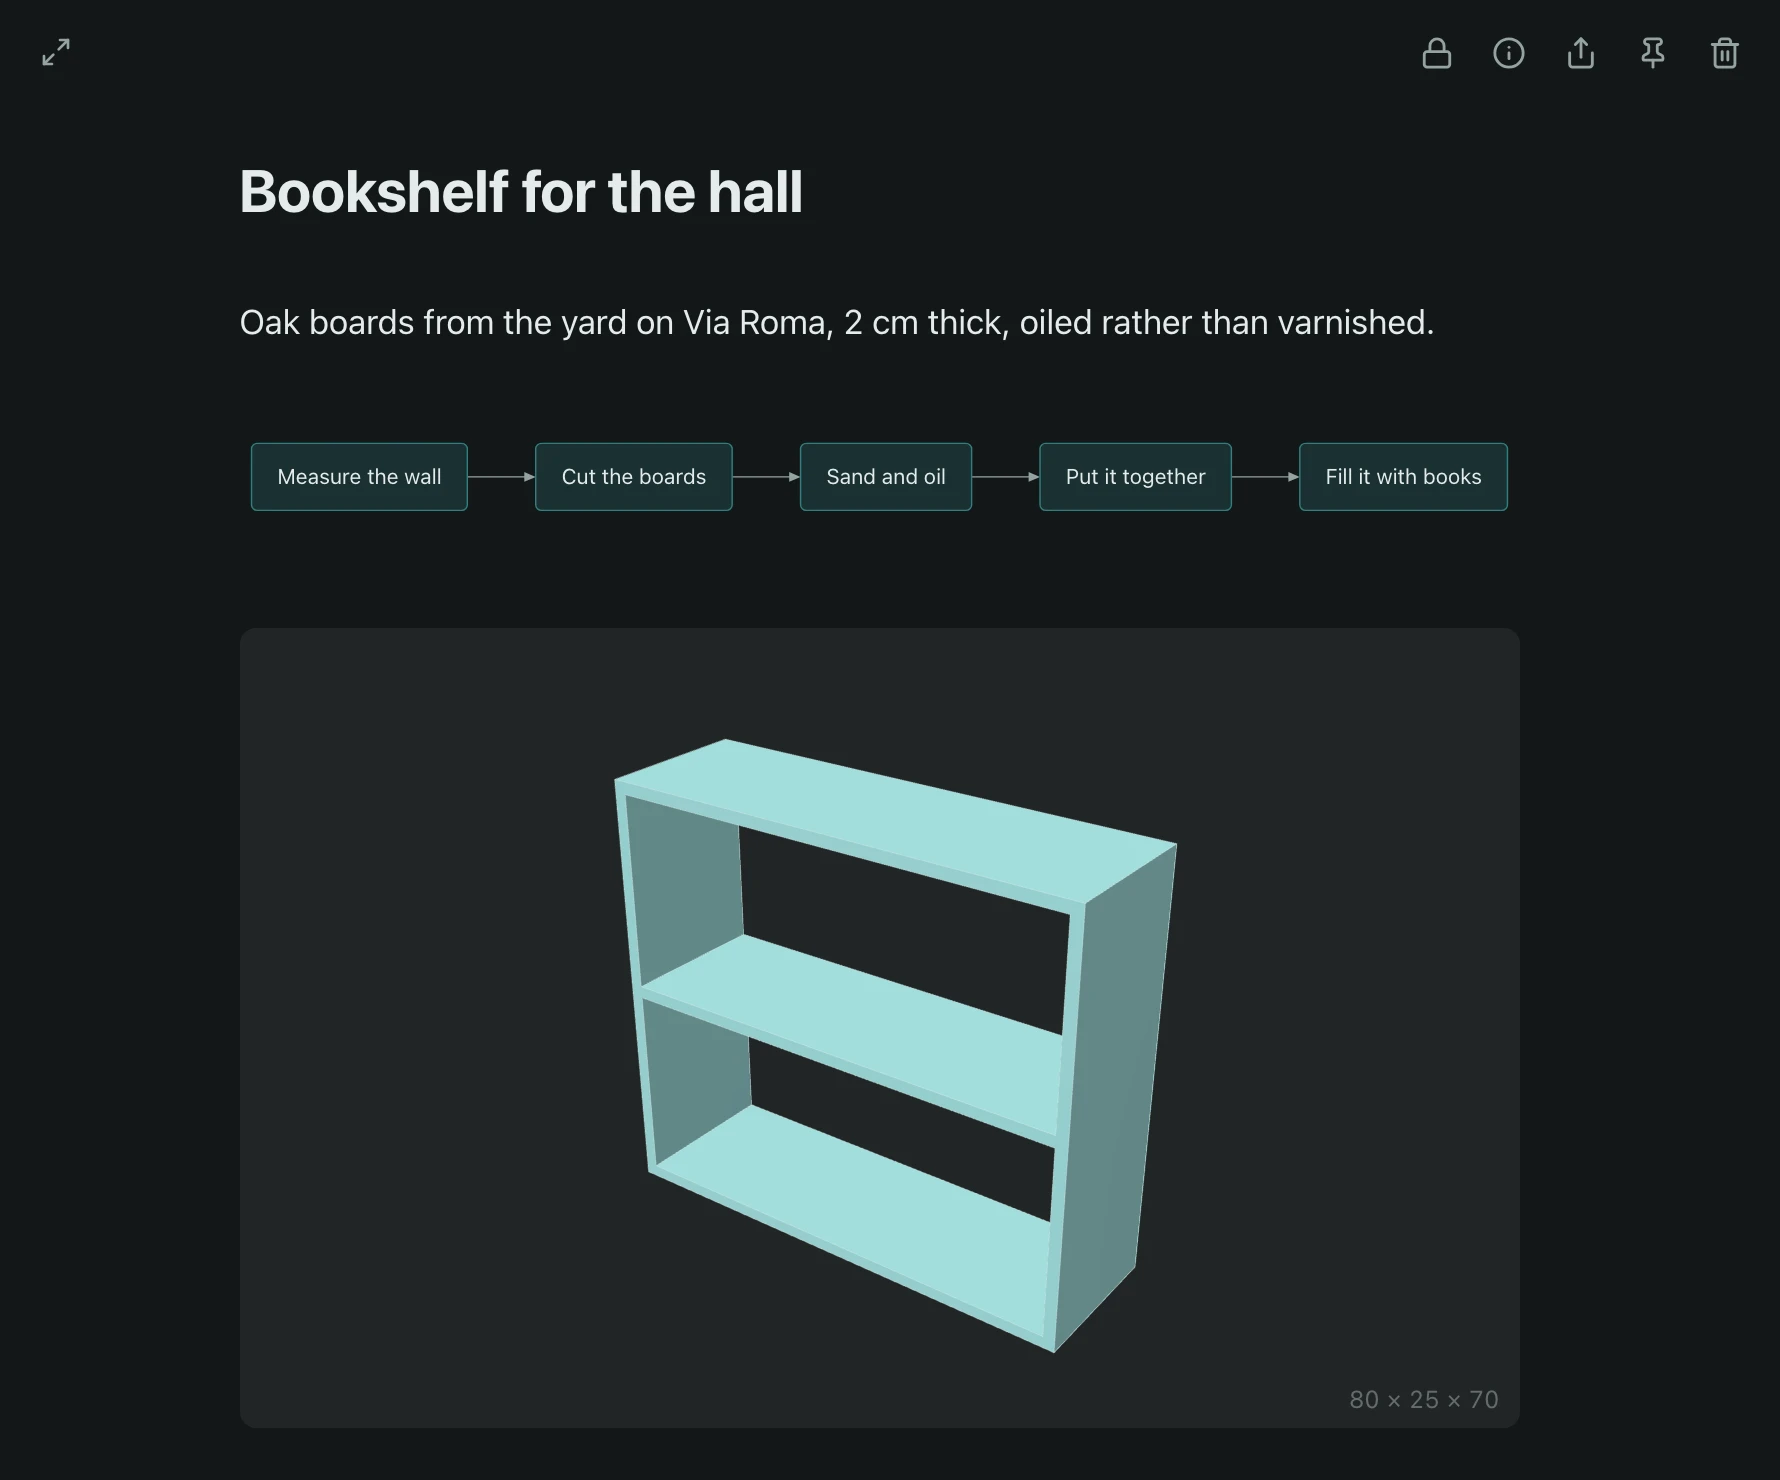 Bookshelf for the hall
Oak boards from the yard on Via Roma, 2 cm thick, oiled rather than varnished.
Measure the wall
Cut the boards
Sand and oil
Put it together
Fill it with books
80 × 25 × 70